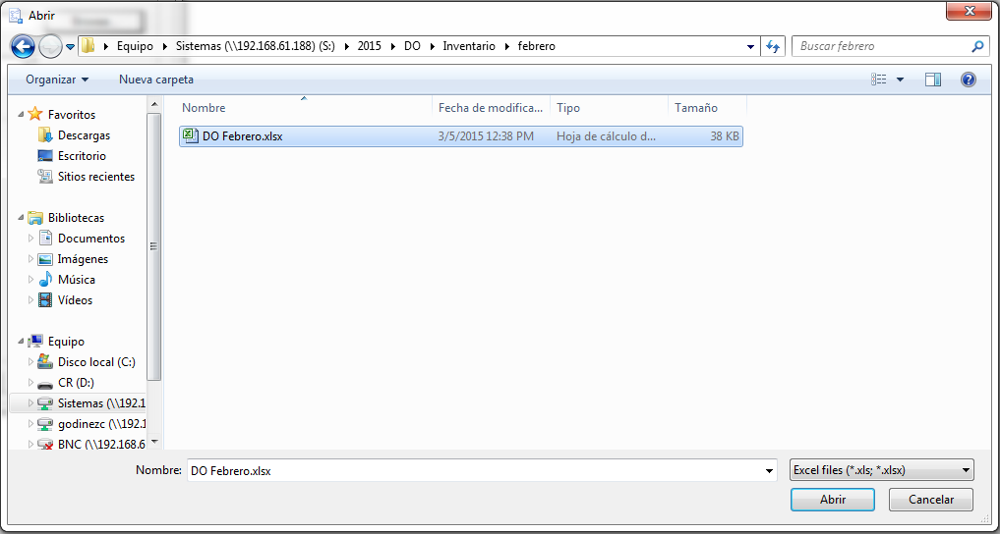 Abrir
Equipo Sistemas (\\192.168.61.188) (S:) 2015 DO Inventario febrero
Buscar febrero
Organizar Nueva carpeta
Nombre Fecha de modifica... Tipo Tamaño
DO Febrero.xlsx 3/5/2015 12:38 PM Hoja de cálculo d... 38 KB
Favoritos
Descargas
Escritorio
Sitios recientes
Bibliotecas
Documentos
Imágenes
Música
Vídeos
Equipo
Disco local (C:)
CR (D:)
Sistemas (\\192.1
godinezc (\\192.1
BNC (\\192.168.6
Nombre: DO Febrero.xlsx
Excel files (*.xls; *.xlsx)
Abrir Cancelar